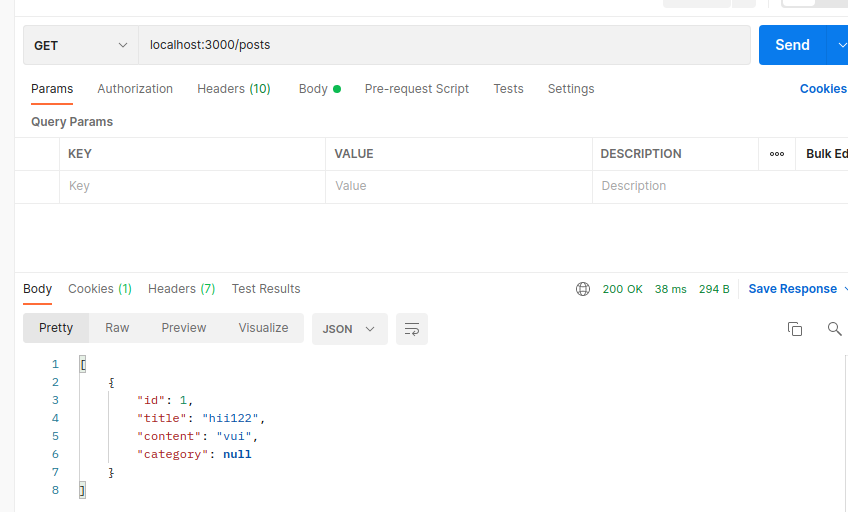 GET localhost:3000/posts Send
Params Authorization Headers (10) Body Pre-request Script Tests Settings Cookies
Query Params
KEY VALUE DESCRIPTION ooo Bulk Ed
Key Value Description
Body Cookies (1) Headers (7) Test Results 200 OK 38 ms 294 B Save Response
Pretty Raw Preview Visualize JSON
1 [
2 {
3 "id": 1,
4 "title": "hii122",
5 "content": "vui",
6 "category": null
7 }
8 ]